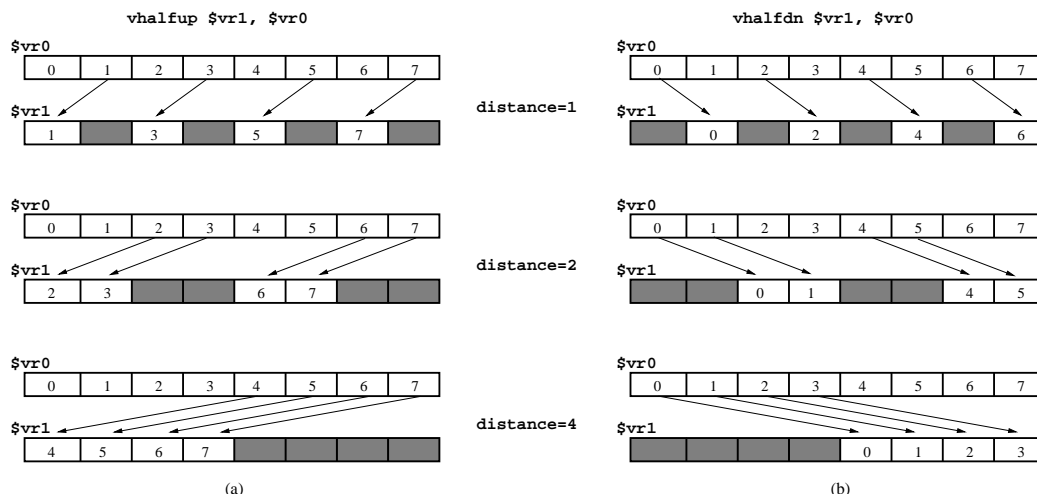 vhalfup $vr1, $vr0
$vr0
0 1 2 3 4 5 6 7
$vr1
1 3 5 7
$vr0
0 1 2 3 4 5 6 7
$vr1
2 3 6 7
$vr0
0 1 2 3 4 5 6 7
$vr1
4 5 6 7
(a)
distance=1
distance=2
distance=4
vhalfdn $vr1, $vr0
$vr0
0 1 2 3 4 5 6 7
$vr1
0 2 4 6
$vr0
0 1 2 3 4 5 6 7
$vr1
0 1 4 5
$vr0
0 1 2 3 4 5 6 7
$vr1
0 1 2 3
(b)